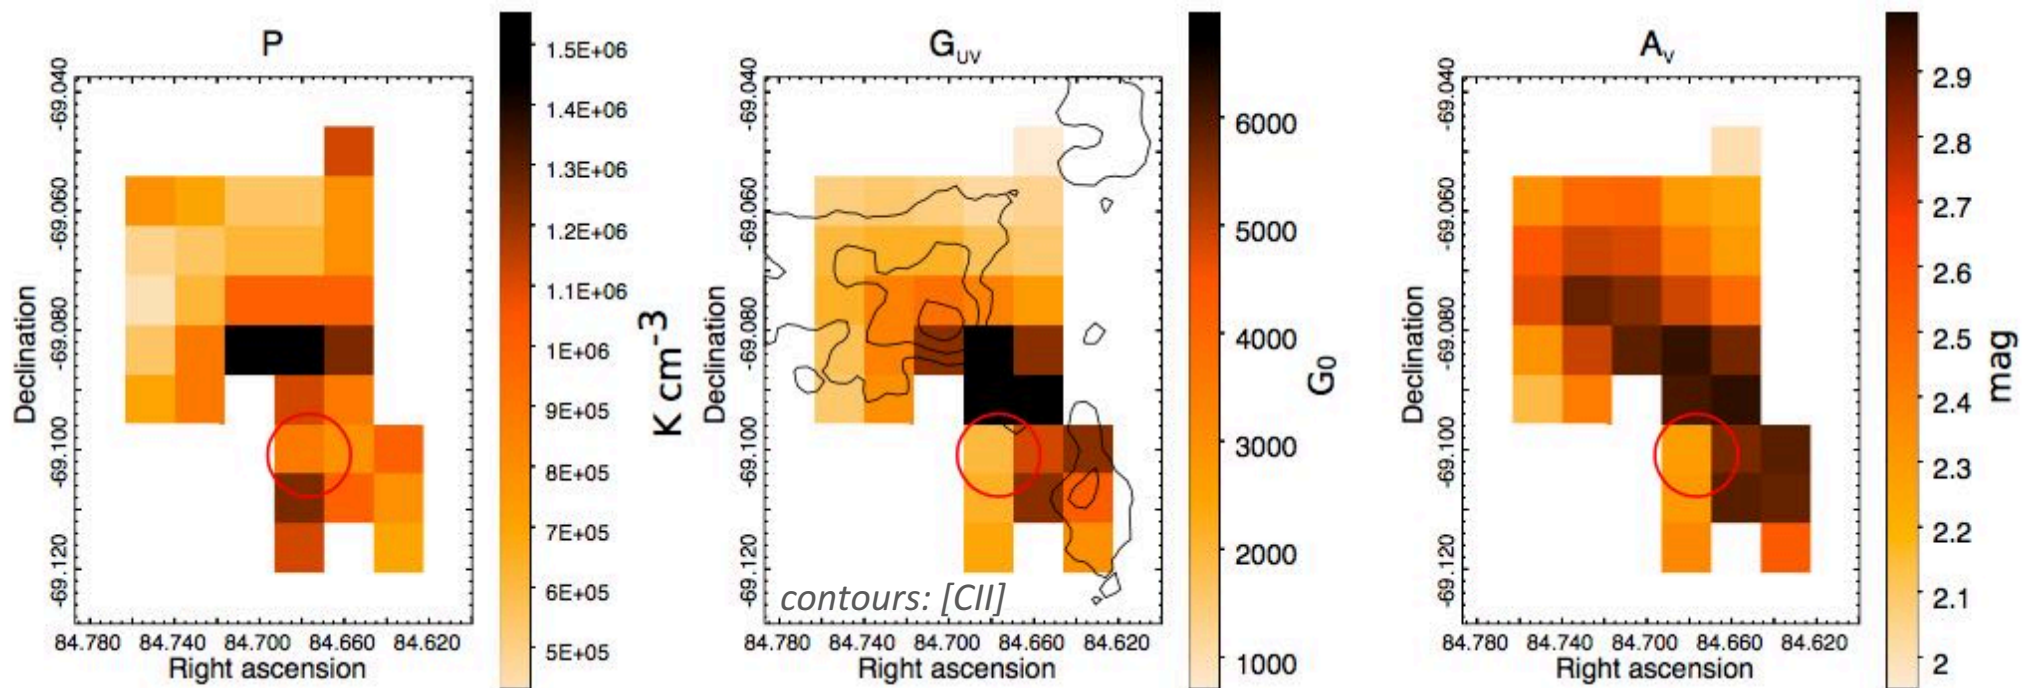 P
1.5E+06
1.4E+06
1.3E+06
1.2E+06
1.1E+06
1E+06
9E+05
8E+05
7E+05
6E+05
5E+05
K cm-3
-69.040
-69.060
-69.080
-69.100
-69.120
Declination
84.780 84.740 84.700 84.660 84.620
Right ascension
GUV
6000
5000
4000
3000
2000
1000
G0
-69.040
-69.060
-69.080
-69.100
-69.120
Declination
contours: [CII]
84.780 84.740 84.700 84.660 84.620
Right ascension
AV
2.9
2.8
2.7
2.6
2.5
2.4
2.3
2.2
2.1
2
mag
-69.040
-69.060
-69.080
-69.100
-69.120
Declination
84.780 84.740 84.700 84.660 84.620
Right ascension